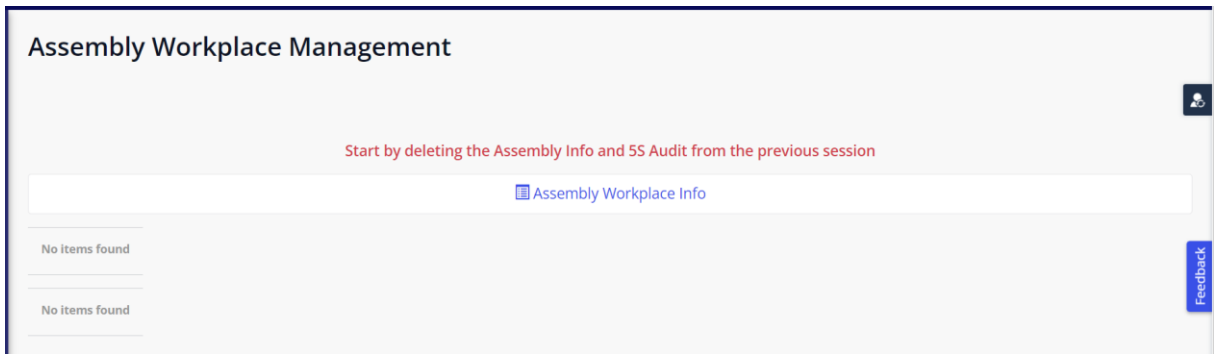 Assembly Workplace Management
Start by deleting the Assembly Info and 5S Audit from the previous session
Assembly Workplace Info
No items found
Feedback
No items found